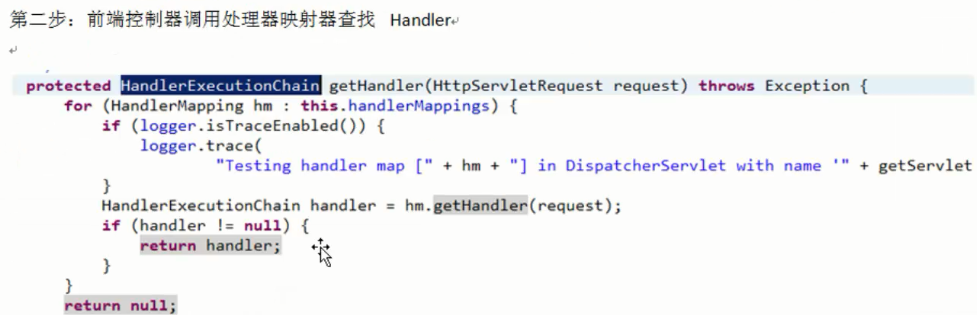 第二步：前端控制器调用处理器映射器查找 Handler
protected HandlerExecutionChain getHandler(HttpServletRequest request) throws Exception {
for (HandlerMapping hm : this.handlerMappings) {
if (logger.isTraceEnabled()) {
logger.trace(
"Testing handler map [" + hm + "] in DispatcherServlet with name '" + getServlet
}
HandlerExecutionChain handler = hm.getHandler(request);
if (handler != null) {
return handler;
}
}
return null;